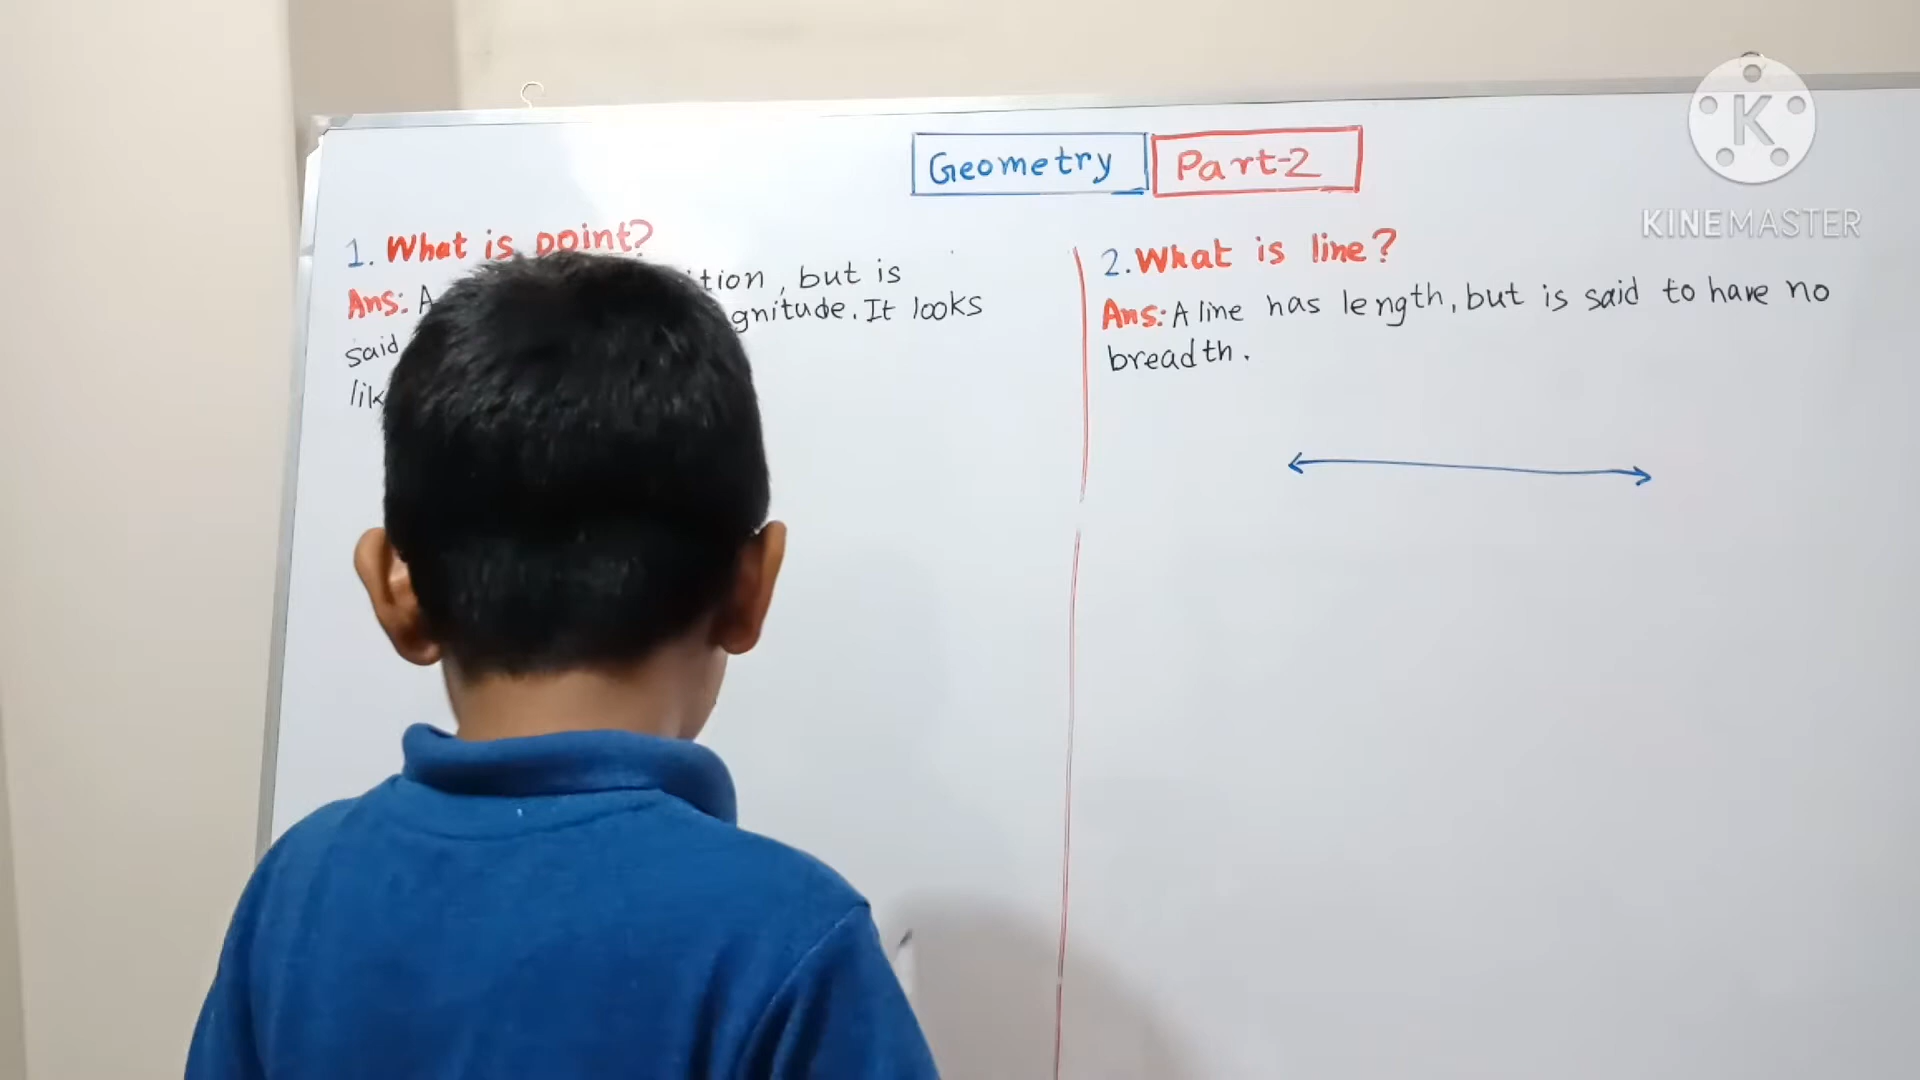 Geometry Part-2
KINEMASTER
1. What is point?
Ans: A tion, but is
said gnitude. It looks
lik
2. What is line?
Ans: A line has length, but is said to have no
breadth.